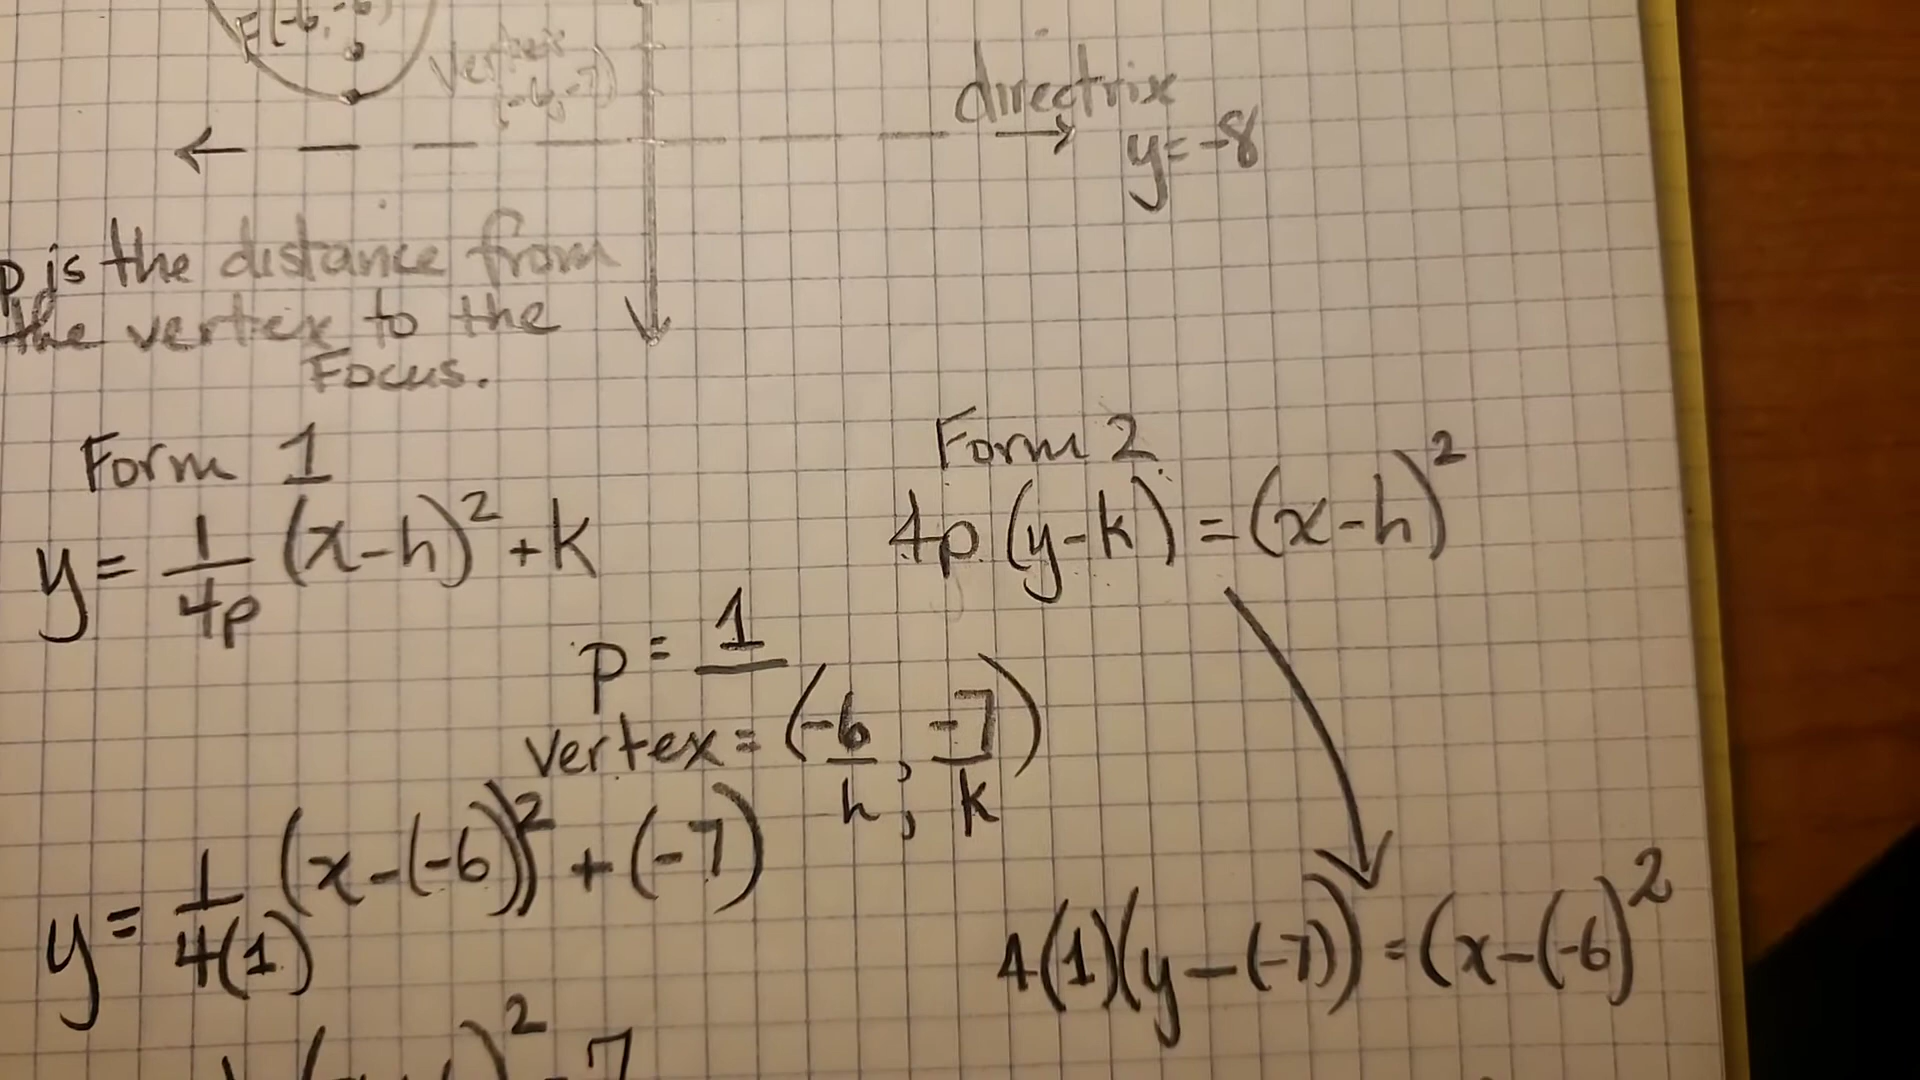 F(-6, -6)
vertex
(-6, -7)
directrix
y = -8
p is the distance from
the vertex to the
Focus.
Form 1
y = 1/4p (x-h)² + k
Form 2
4p (y-k) = (x-h)²
p = 1
vertex = (-6, -7)
h, k
y = 1/4(1) (x-(-6))² + (-7)
4(1)(y-(-7)) = (x-(-6)²